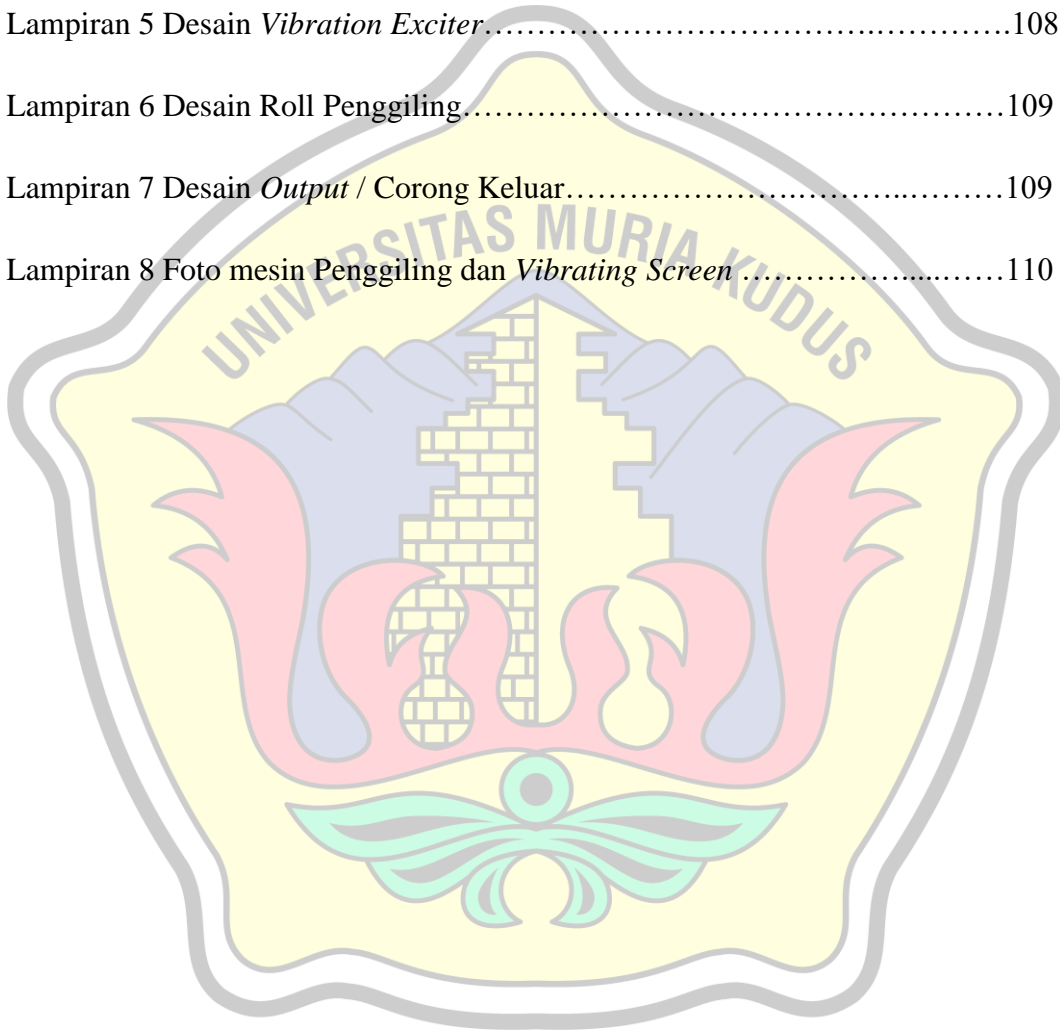 Lampiran 5 Desain Vibration Exciter…………………………………….………….108
Lampiran 6 Desain Roll Penggiling………………………………………………109
Lampiran 7 Desain Output / Corong Keluar…………………….………..………109
Lampiran 8 Foto mesin Penggiling dan Vibrating Screen ……………....……110
UNIVERSITAS MURIA KUDUS